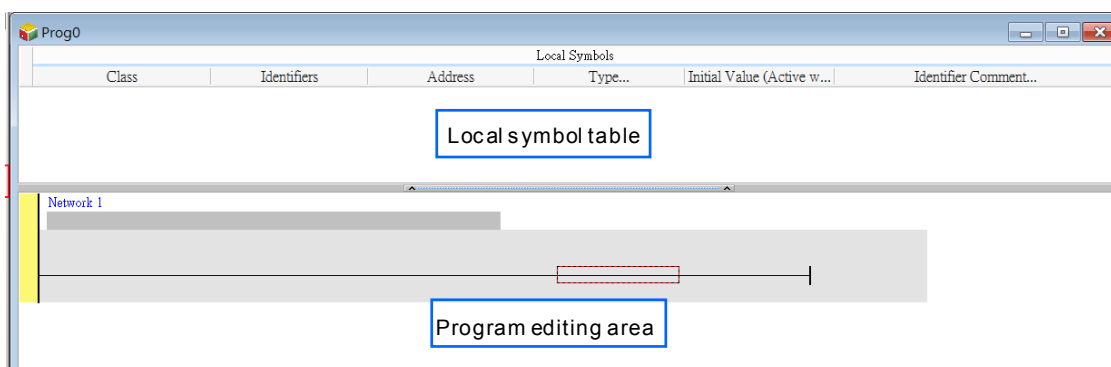 Prog0
Local Symbols
Class Identifiers Address Type... Initial Value (Active w... Identifier Comment...
Local symbol table
Network 1
Program editing area